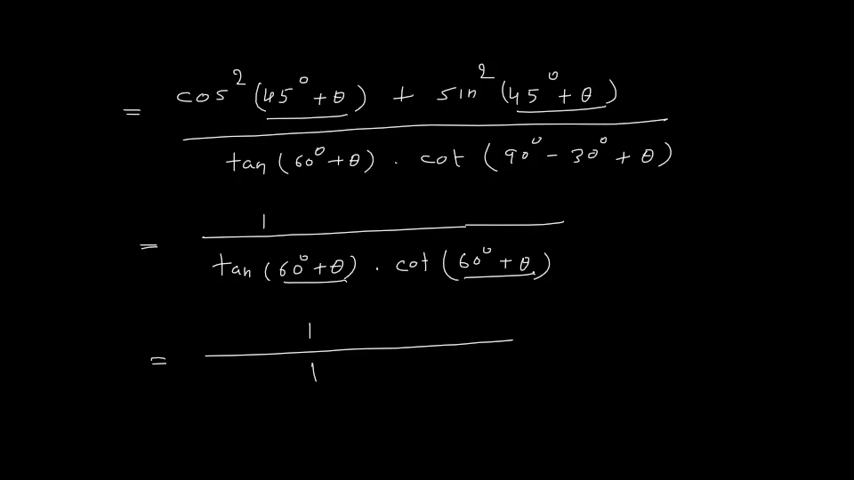 = cos²(45° + θ) + sin²(45° + θ)
tan(60° + θ) . cot(90° - 30° + θ)
= 1
tan(60° + θ) . cot(60° + θ)
= 1
1